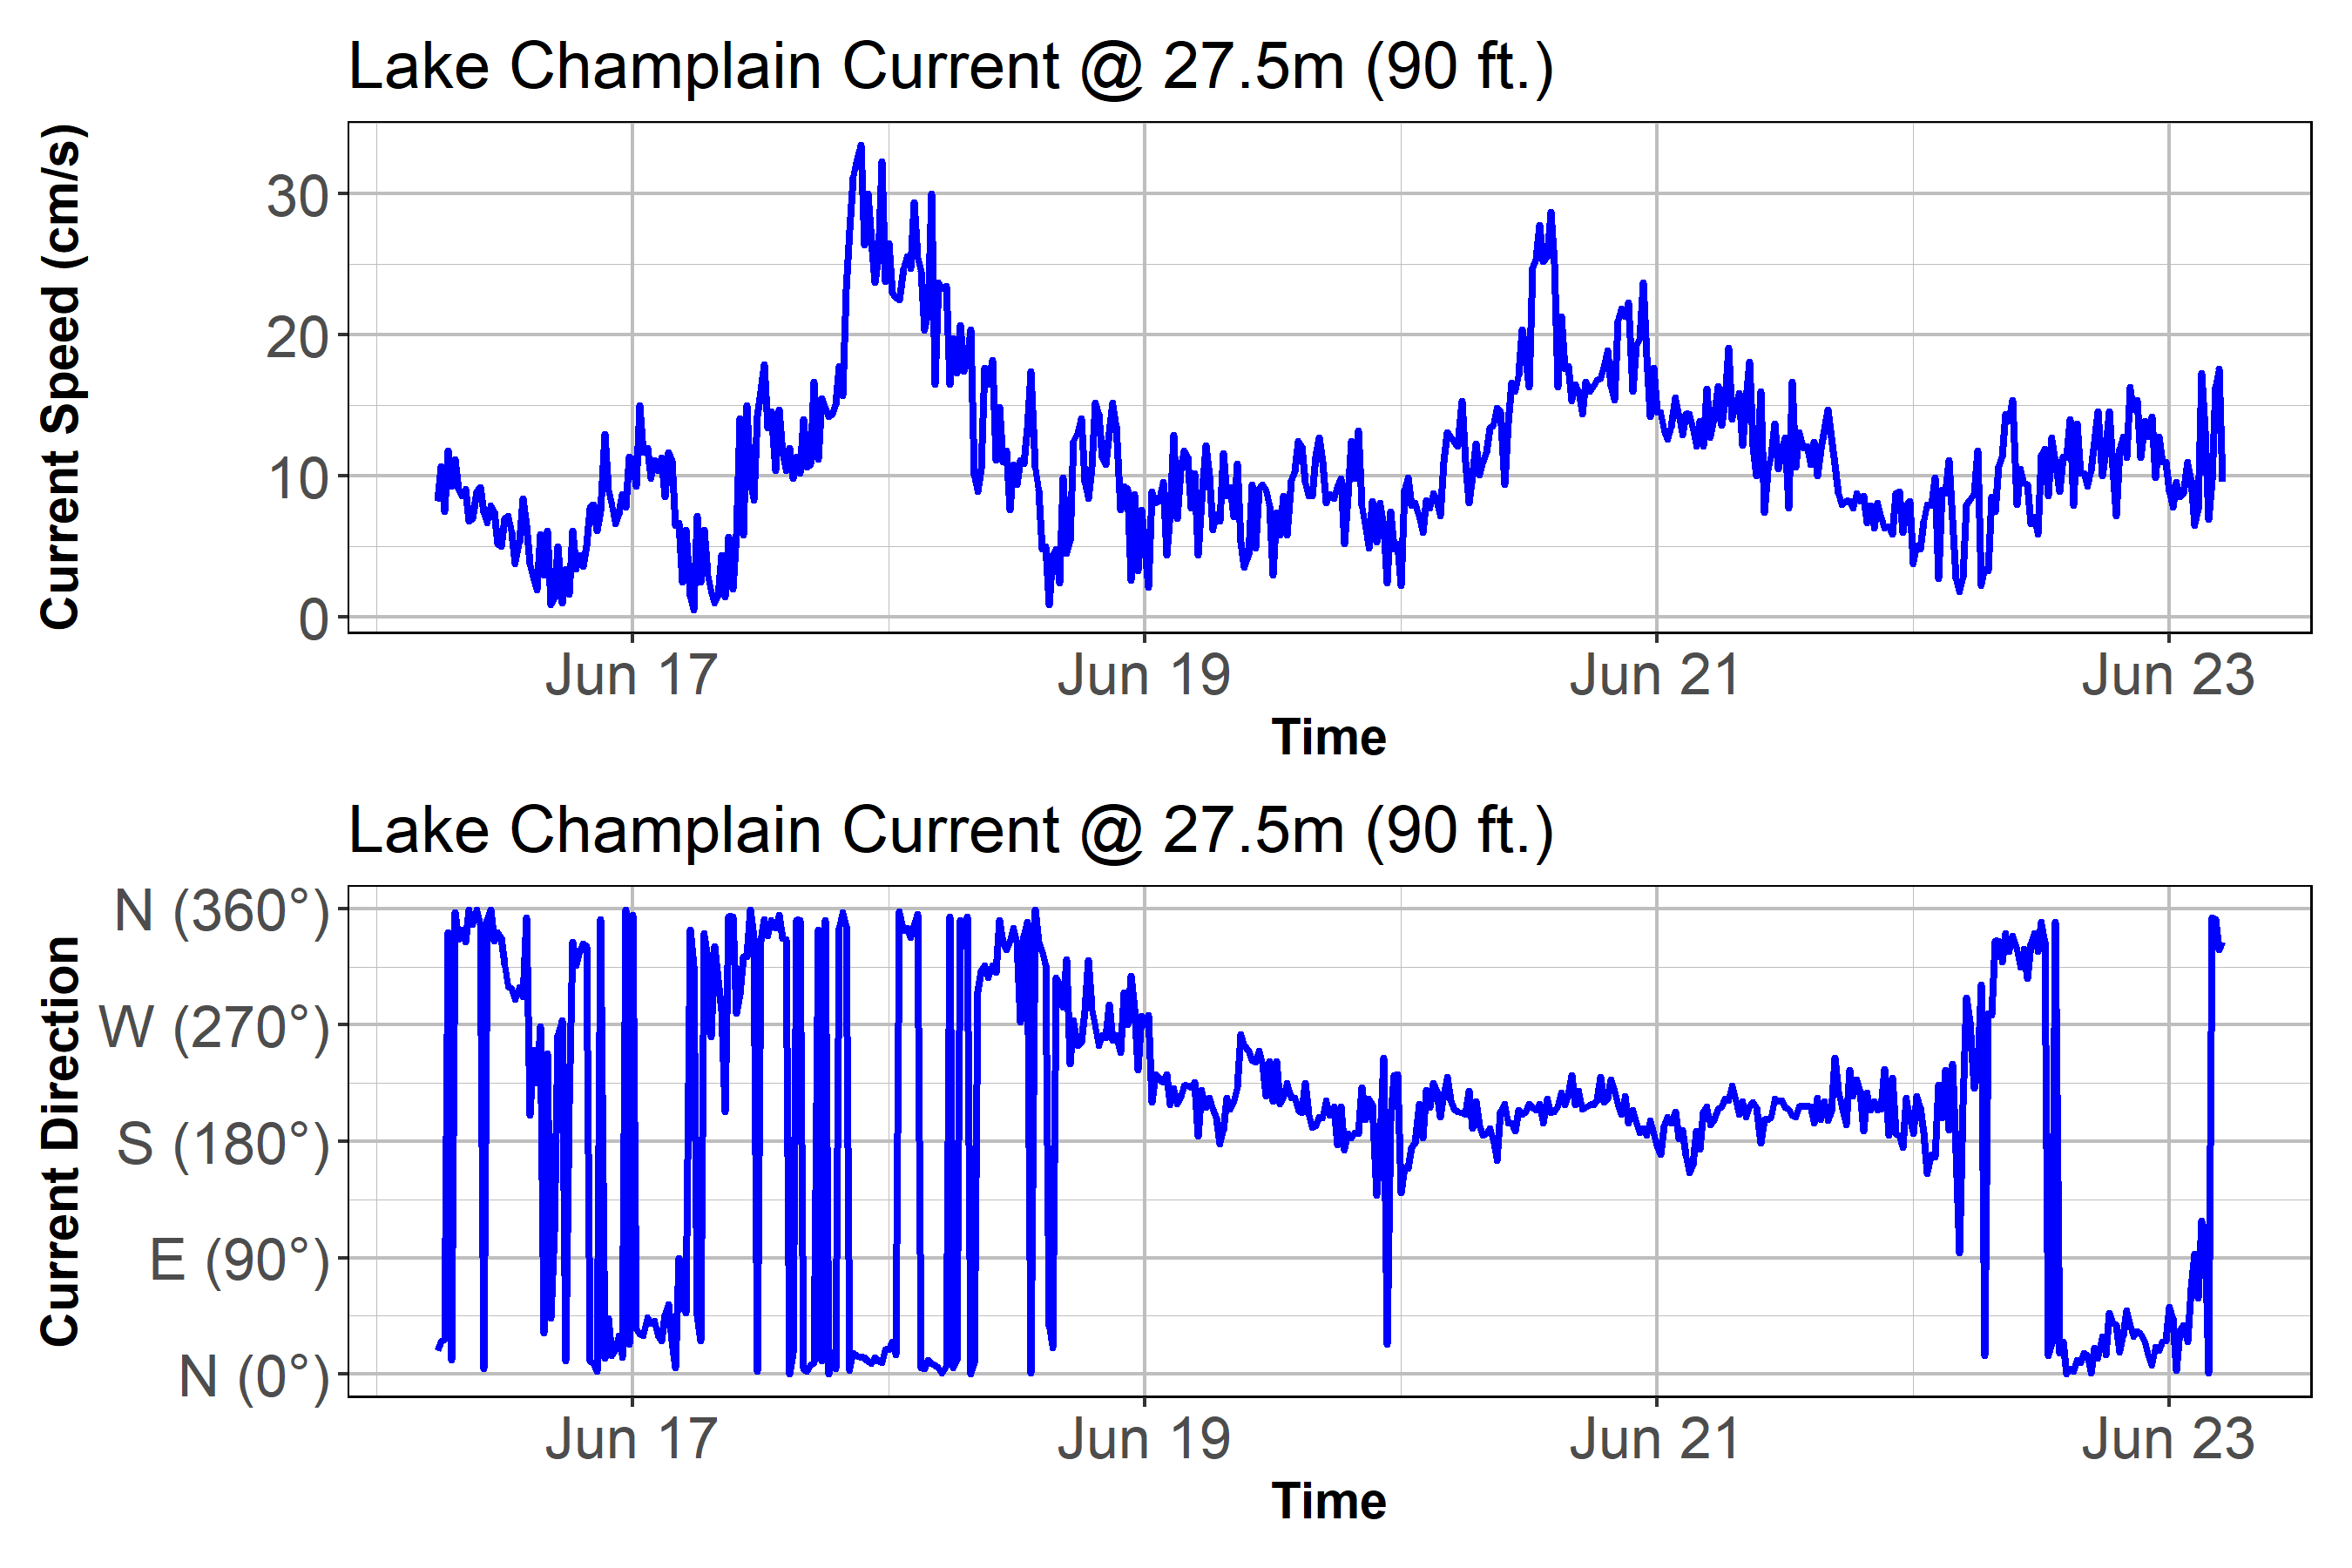 Lake Champlain Current @ 27.5m (90 ft.)
Current Speed (cm/s)
30
20
10
0
Jun 17 Jun 19 Jun 21 Jun 23
Time
Lake Champlain Current @ 27.5m (90 ft.)
Current Direction
N (360°)
W (270°)
S (180°)
E (90°)
N (0°)
Jun 17 Jun 19 Jun 21 Jun 23
Time